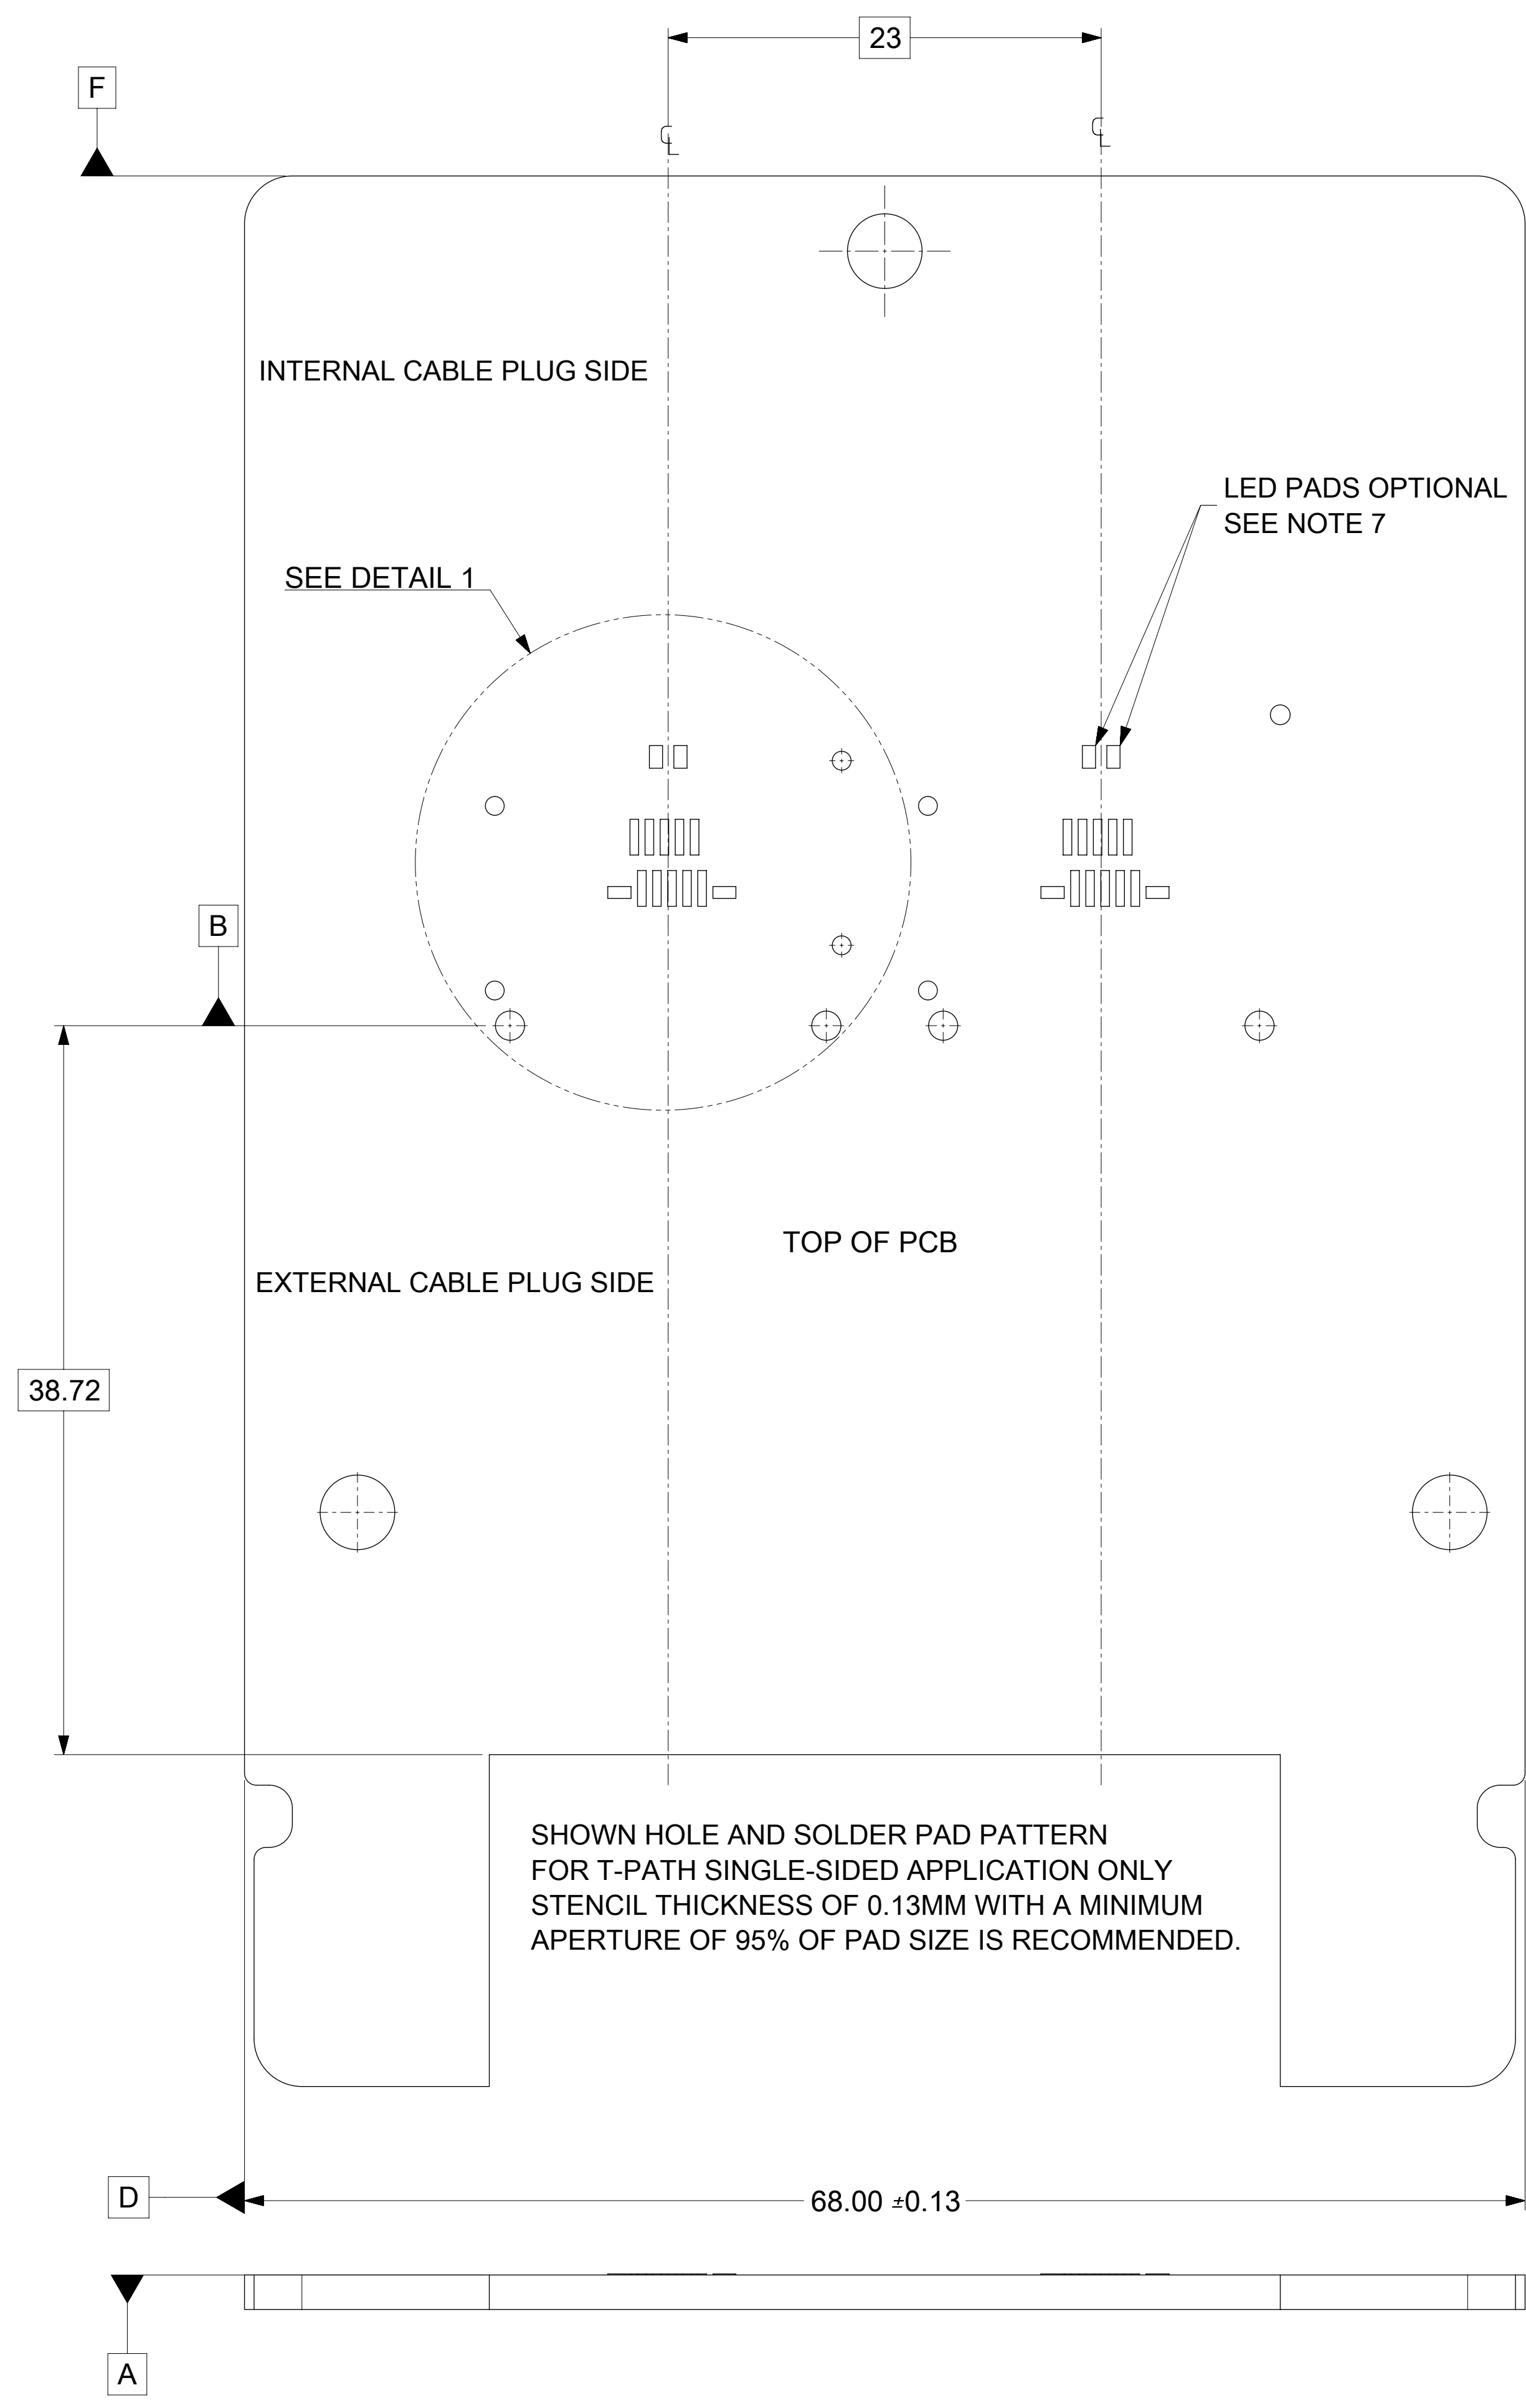 23
F
℄
℄
INTERNAL CABLE PLUG SIDE
LED PADS OPTIONAL
SEE NOTE 7
SEE DETAIL 1
B
TOP OF PCB
EXTERNAL CABLE PLUG SIDE
38.72
SHOWN HOLE AND SOLDER PAD PATTERN
FOR T-PATH SINGLE-SIDED APPLICATION ONLY
STENCIL THICKNESS OF 0.13MM WITH A MINIMUM
APERTURE OF 95% OF PAD SIZE IS RECOMMENDED.
D
68.00 ±0.13
A